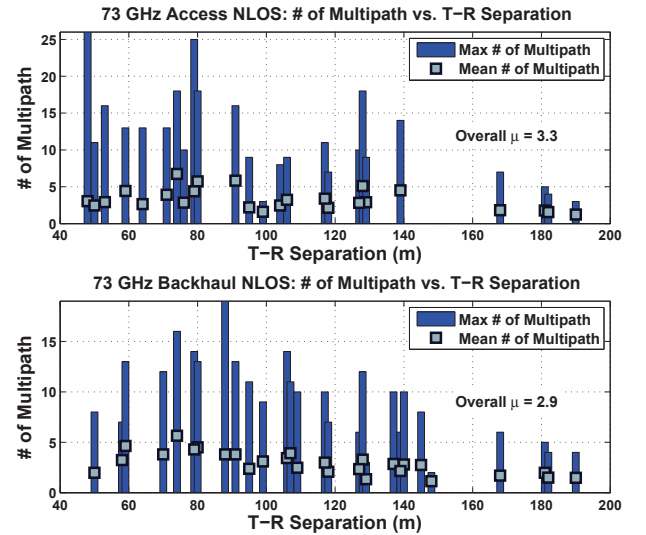 73 GHz Access NLOS: # of Multipath vs. T−R Separation
# of Multipath
25
20
15
10
5
0
Max # of Multipath
Mean # of Multipath
Overall μ = 3.3
40 60 80 100 120 140 160 180 200
T−R Separation (m)
73 GHz Backhaul NLOS: # of Multipath vs. T−R Separation
# of Multipath
15
10
5
0
Max # of Multipath
Mean # of Multipath
Overall μ = 2.9
40 60 80 100 120 140 160 180 200
T−R Separation (m)